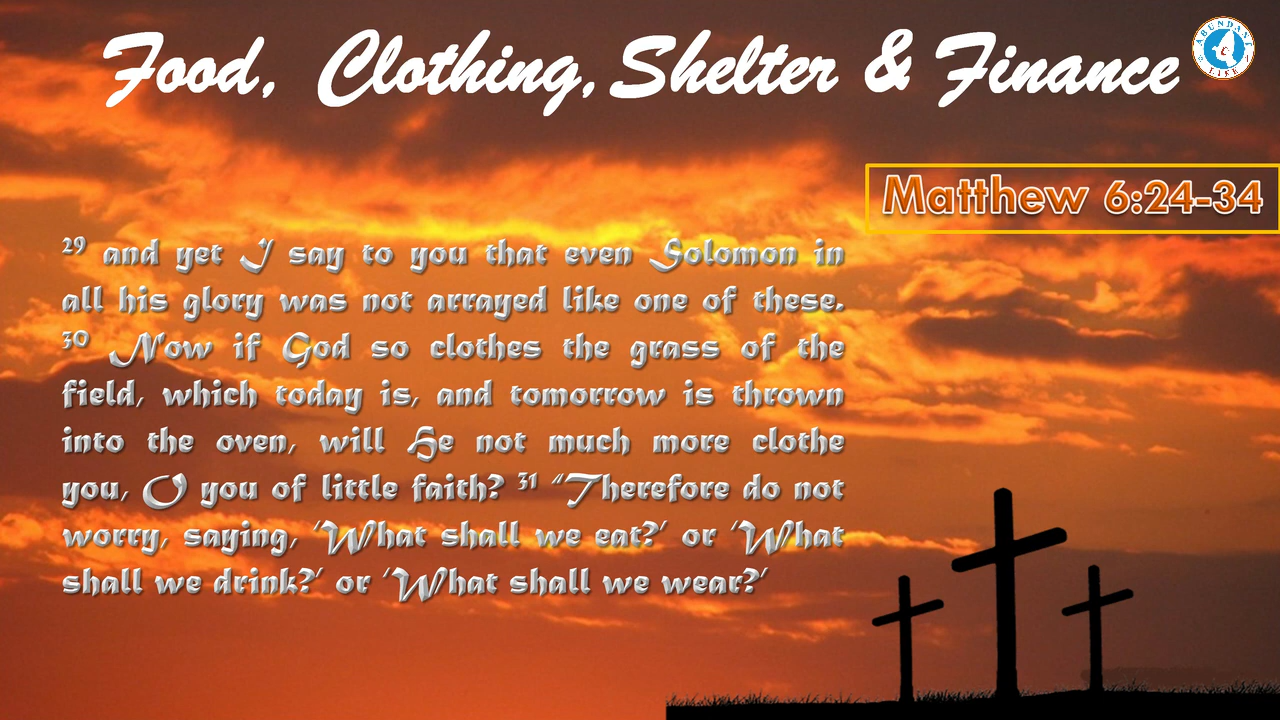 Food, Clothing, Shelter & Finance
ABUNDANT
LIFE
Matthew 6:24-34
29 and yet I say to you that even Solomon in
all his glory was not arrayed like one of these.
30 Now if God so clothes the grass of the
field, which today is, and tomorrow is thrown
into the oven, will He not much more clothe
you, O you of little faith? 31 “Therefore do not
worry, saying, ‘What shall we eat?’ or ‘What
shall we drink?’ or ‘What shall we wear?’